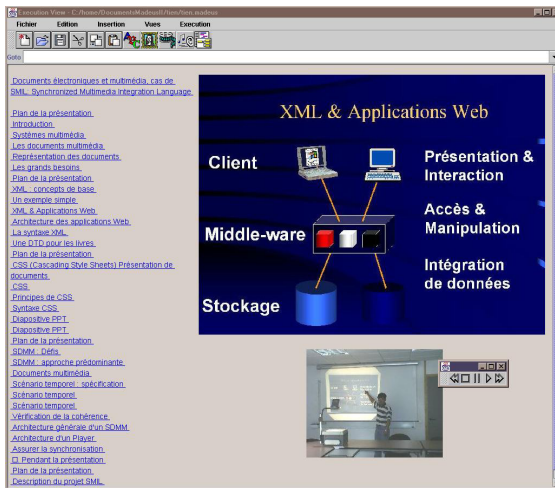 Execution View - C:/home/DocumentsMadeus8/tien/tien.madeus
Fichier Edition Insertion Vues Execution
Goto
Documents électroniques et multimédia, cas de
SMIL: Synchronized Multimedia Integration Language
Plan de la présentation
Introduction
Systèmes multimédia
Les documents multimédia
Représentation des documents
Les grands besoins
Plan de la présentation
XML : concepts de base
Un exemple simple
XML & Applications Web
Architecture des applications Web
La syntaxe XML
Une DTD pour les livres
Plan de la présentation
CSS (Cascading Style Sheets) Présentation de
documents
CSS
Principes de CSS
Syntaxe CSS
Diapositive PPT
Diapositive PPT
Plan de la présentation
SDMM : Défis
SDMM : approche prédominante
Documents multimédia
Scénario temporel : spécification
Scénario temporel
Scénario temporel
Vérification de la cohérence
Architecture générale d'un SDMM
Architecture d'un Player
Assurer la synchronisation
Pendant la présentation
Plan de la présentation
Description du projet SMIL
XML & Applications Web
Client
Présentation &
Interaction
Middle-ware
Accès &
Manipulation
Stockage
Intégration
de données